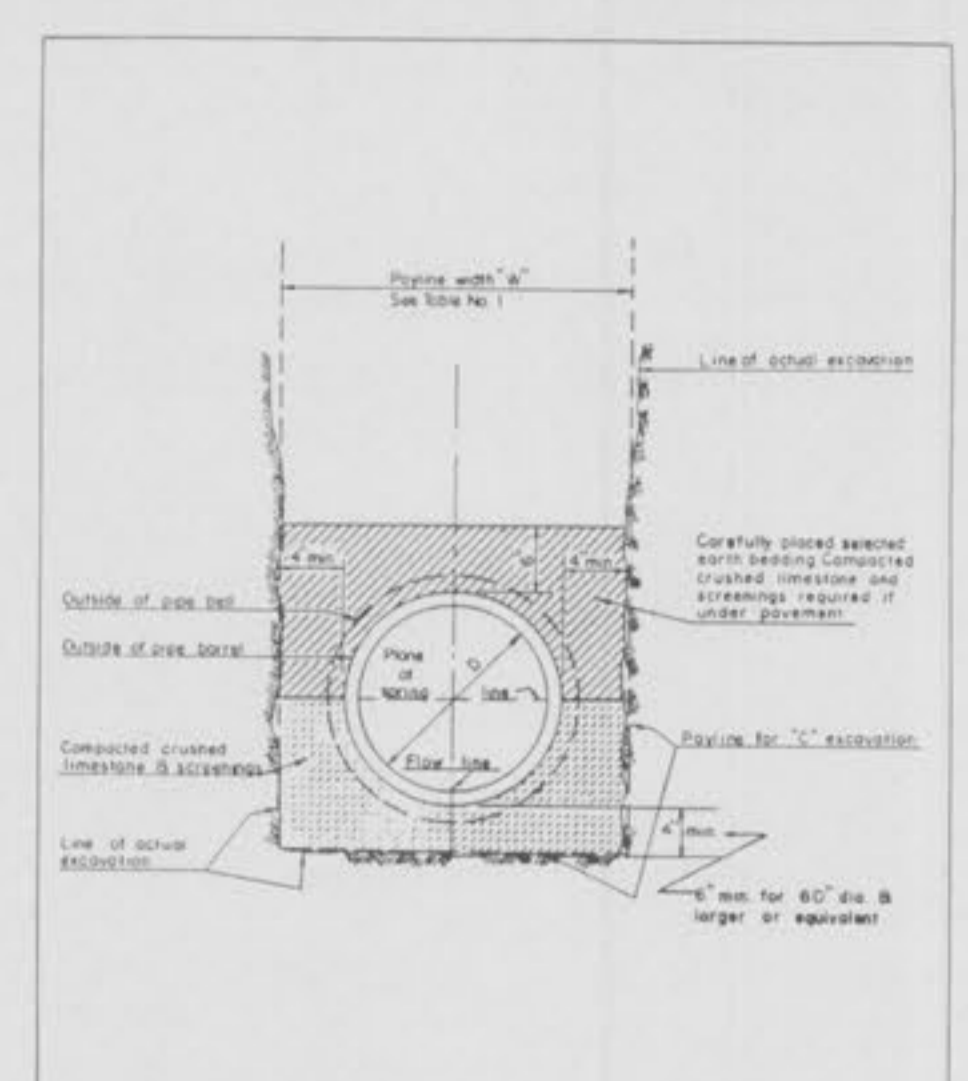 Payline width "W"
See Table No. 1
Line of actual excavation
4 min.
6"
4 min.
Carefully placed selected
earth bedding Compacted
crushed limestone and
screenings required if
under pavement
Outside of pipe bell
Outside of pipe barrel
Plane
of
spring line
D
Flow line
Compacted crushed
limestone & screenings
Payline for "C" excavation
Line of actual
excavation
4" min.
6" min. for 60" dia. &
larger or equivalent